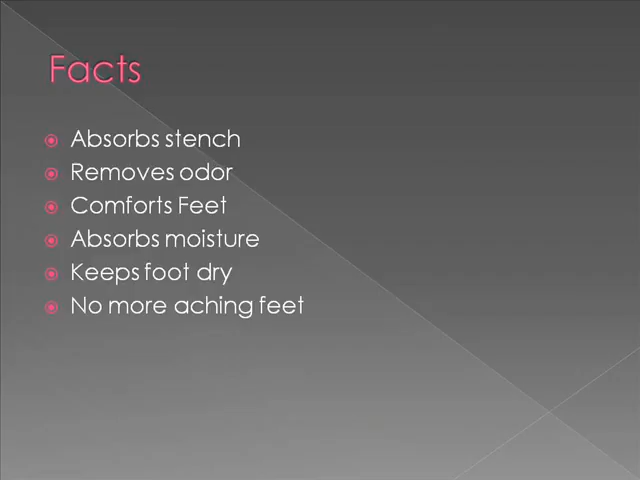 Facts
Absorbs stench
Removes odor
Comforts Feet
Absorbs moisture
Keeps foot dry
No more aching feet